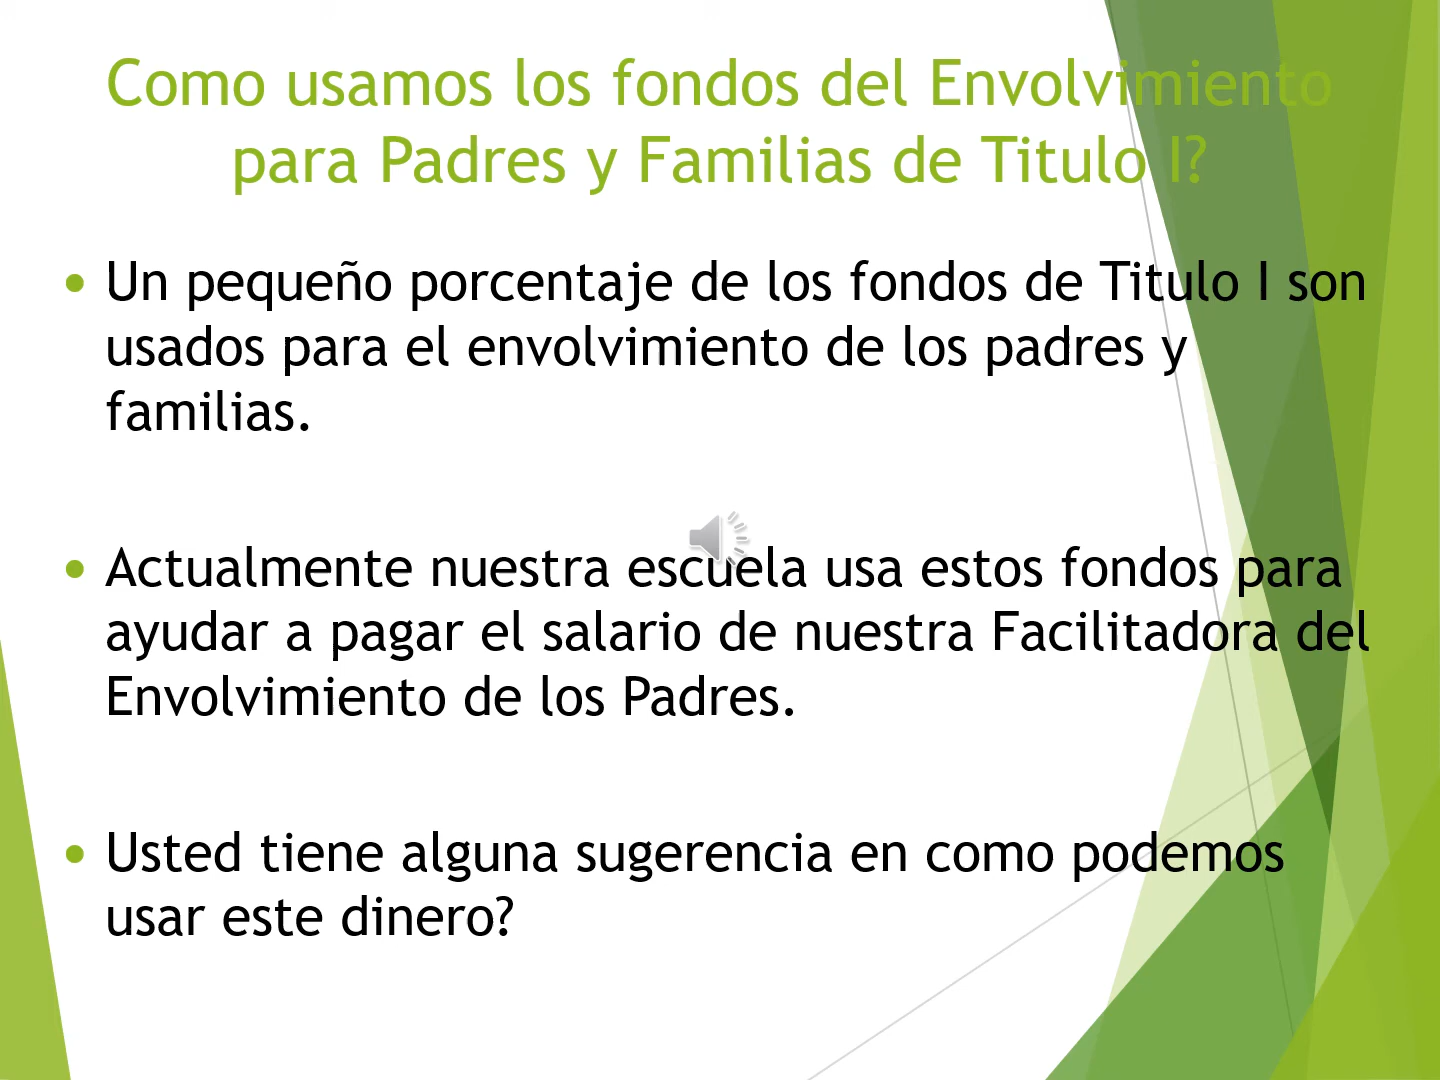 Como usamos los fondos del Envolvimiento
para Padres y Familias de Titulo I?
• Un pequeño porcentaje de los fondos de Titulo I son
usados para el envolvimiento de los padres y
familias.
• Actualmente nuestra escuela usa estos fondos para
ayudar a pagar el salario de nuestra Facilitadora del
Envolvimiento de los Padres.
• Usted tiene alguna sugerencia en como podemos
usar este dinero?